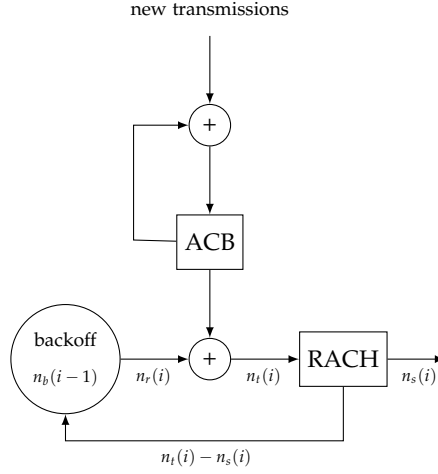 new transmissions
+
ACB
backoff
n_b(i − 1)
n_r(i)
+
n_t(i)
RACH
n_s(i)
n_t(i) − n_s(i)